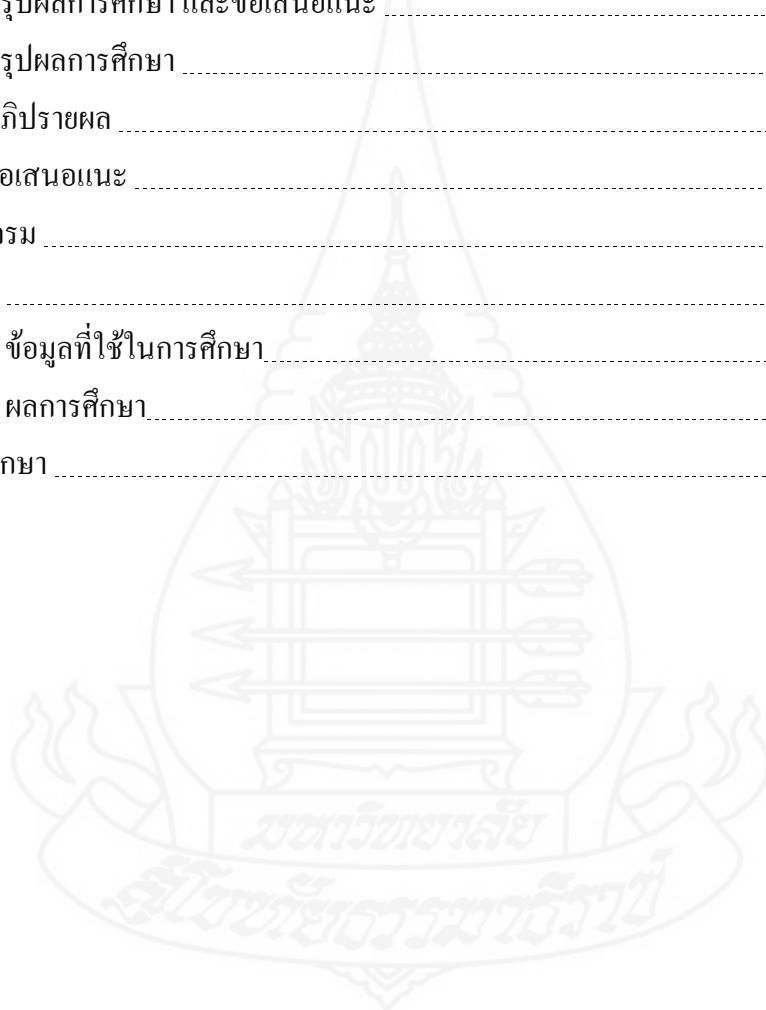 รุปผลการศึกษา และข้อเสนอแนะ
รุปผลการศึกษา
ภิปรายผล
อเสนอแนะ
รรม
ข้อมูลที่ใช้ในการศึกษา
ผลการศึกษา
กษา
มหาวิทยาลัย
สุโขทัยธรรมาธิราช